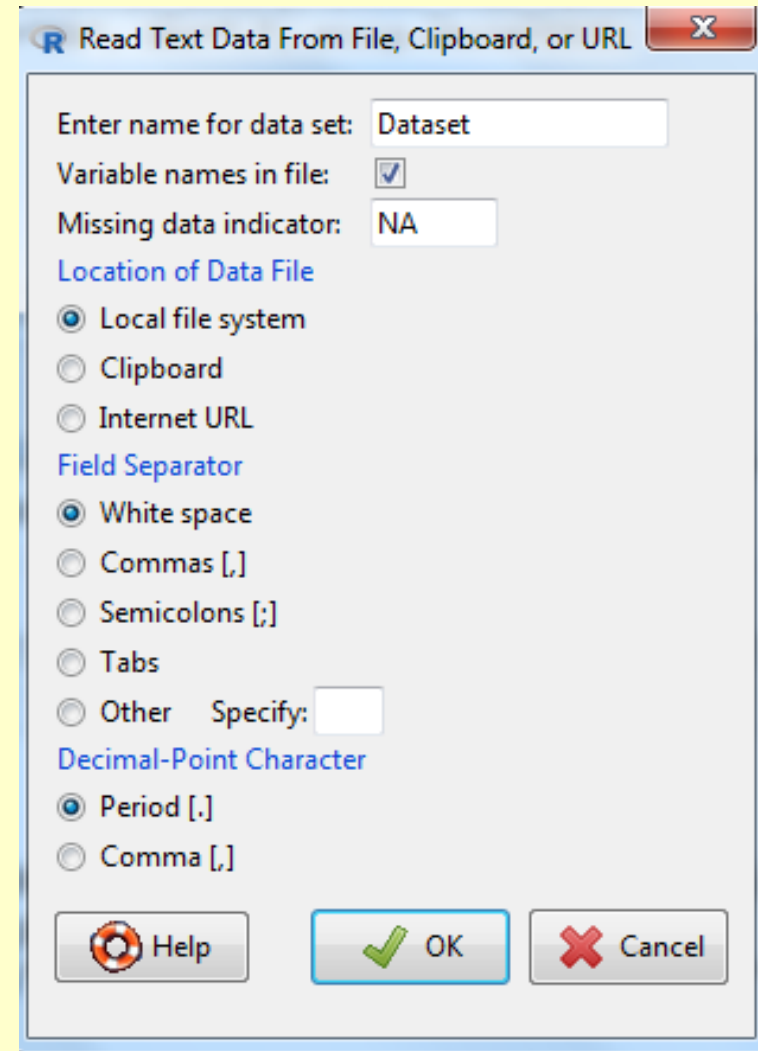 R Read Text Data From File, Clipboard, or URL
Enter name for data set: Dataset
Variable names in file:
Missing data indicator: NA
Location of Data File
Local file system
Clipboard
Internet URL
Field Separator
White space
Commas [,]
Semicolons [;]
Tabs
Other Specify:
Decimal-Point Character
Period [.]
Comma [,]
Help OK Cancel